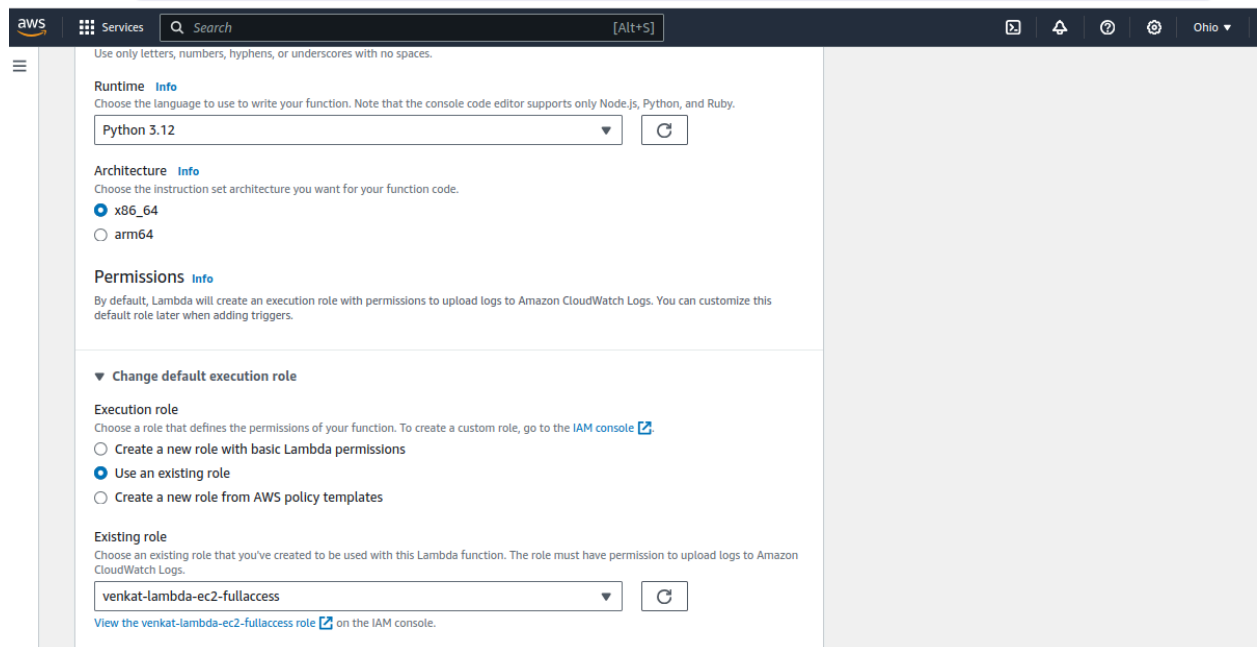 aws
Services
Search
[Alt+S]
Ohio
Use only letters, numbers, hyphens, or underscores with no spaces.
Runtime Info
Choose the language to use to write your function. Note that the console code editor supports only Node.js, Python, and Ruby.
Python 3.12
Architecture Info
Choose the instruction set architecture you want for your function code.
x86_64
arm64
Permissions Info
By default, Lambda will create an execution role with permissions to upload logs to Amazon CloudWatch Logs. You can customize this
default role later when adding triggers.
Change default execution role
Execution role
Choose a role that defines the permissions of your function. To create a custom role, go to the IAM console.
Create a new role with basic Lambda permissions
Use an existing role
Create a new role from AWS policy templates
Existing role
Choose an existing role that you've created to be used with this Lambda function. The role must have permission to upload logs to Amazon
CloudWatch Logs.
venkat-lambda-ec2-fullaccess
View the venkat-lambda-ec2-fullaccess role on the IAM console.